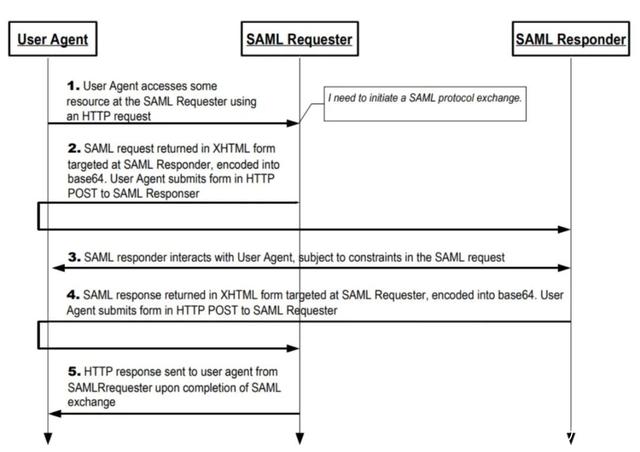 User Agent
SAML Requester
SAML Responder
1. User Agent accesses some
resource at the SAML Requester using
an HTTP request
I need to initiate a SAML protocol exchange.
2. SAML request returned in XHTML form
targeted at SAML Responder, encoded into
base64. User Agent submits form in HTTP
POST to SAML Responser
3. SAML responder interacts with User Agent, subject to constraints in the SAML request
4. SAML response returned in XHTML form targeted at SAML Requester, encoded into base64. User
Agent submits form in HTTP POST to SAML Requester
5. HTTP response sent to user agent from
SAMLRrequester upon completion of SAML
exchange